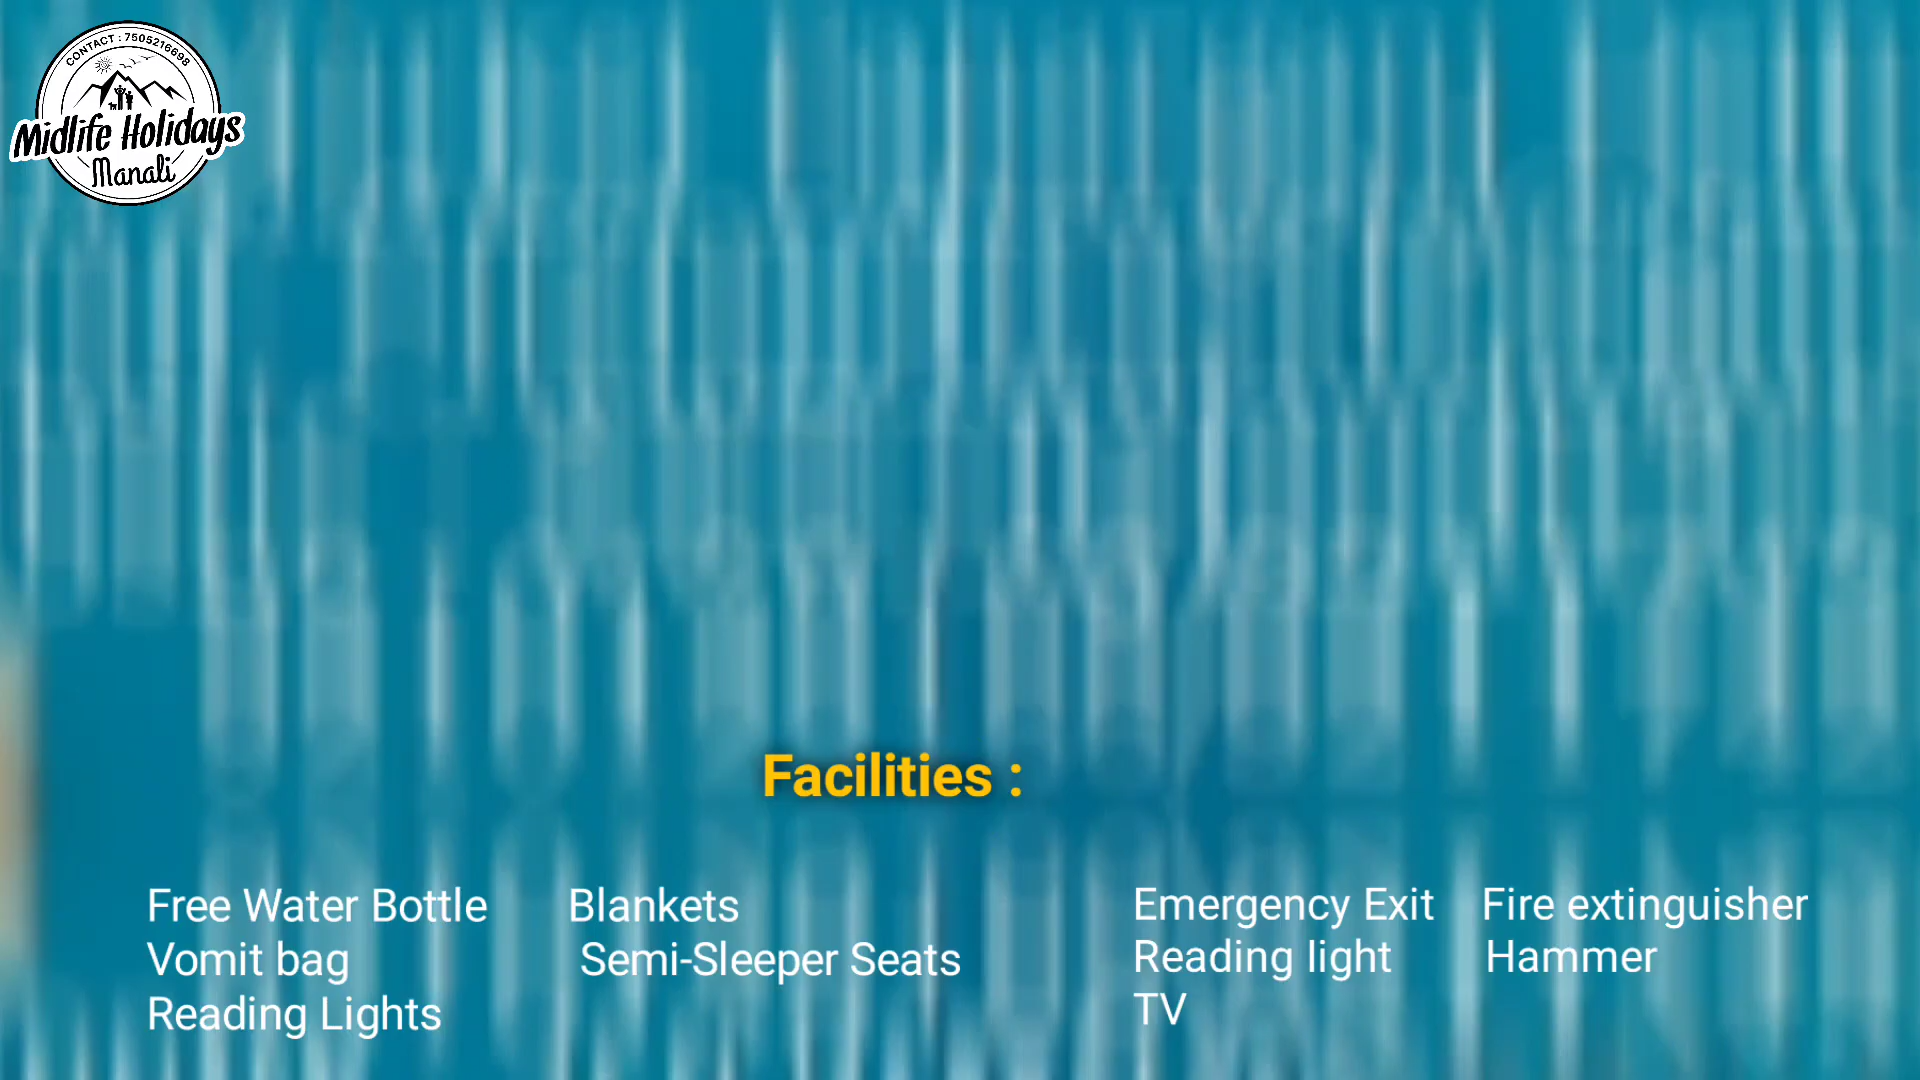 CONTACT : 7505216698
Midlife Holidays
Manali
Facilities :
Free Water Bottle Blankets
Vomit bag Semi-Sleeper Seats
Reading Lights
Emergency Exit Fire extinguisher
Reading light Hammer
TV